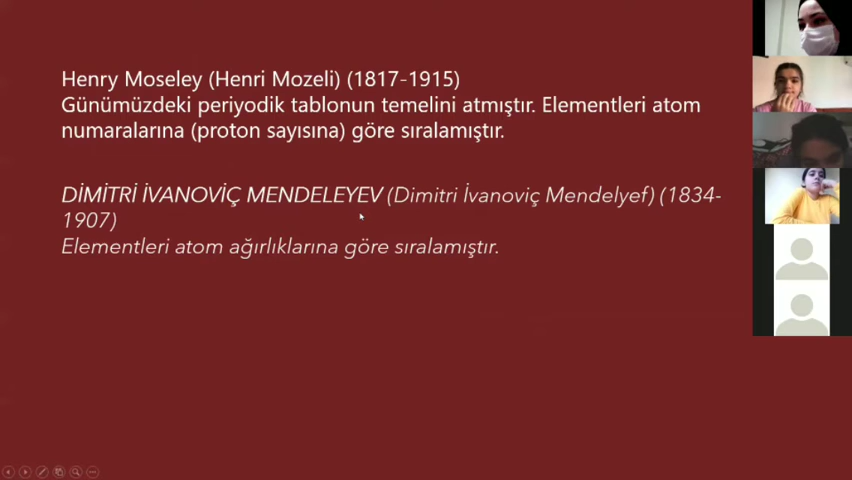 Henry Moseley (Henri Mozeli) (1817-1915)
Günümüzdeki periyodik tablonun temelini atmıştır. Elementleri atom
numaralarına (proton sayısına) göre sıralamıştır.
DİMİTRİ İVANOVİÇ MENDELEYEV (Dimitri İvanoviç Mendelyef) (1834-
1907)
Elementleri atom ağırlıklarına göre sıralamıştır.